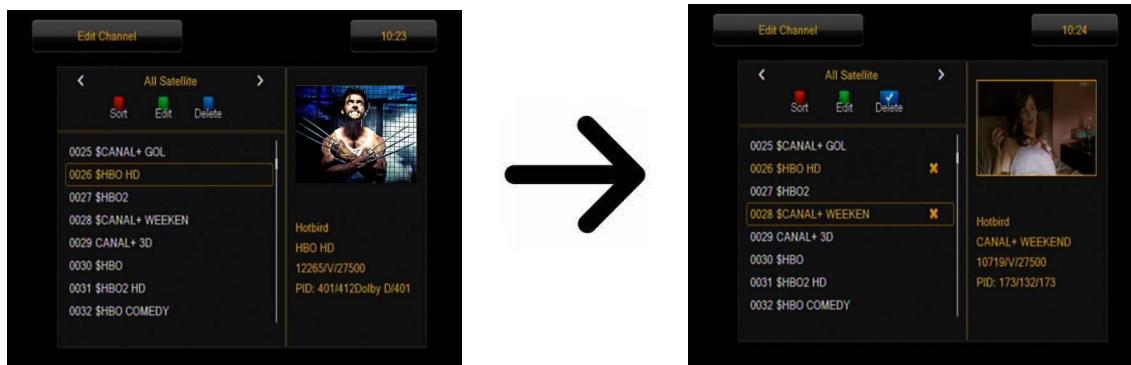 Edit Channel
10:23
< All Satellite >
Sort Edit Delete
0025 $CANAL+ GOL
0026 $HBO HD
0027 $HBO2
0028 $CANAL+ WEEKEN
0029 CANAL+ 3D
0030 $HBO
0031 $HBO2 HD
0032 $HBO COMEDY
Hotbird
HBO HD
12265/V/27500
PID: 401/412Dolby D/401
Edit Channel
10:24
< All Satellite >
Sort Edit Delete
0025 $CANAL+ GOL
0026 $HBO HD
0027 $HBO2
0028 $CANAL+ WEEKEN
0029 CANAL+ 3D
0030 $HBO
0031 $HBO2 HD
0032 $HBO COMEDY
Hotbird
CANAL+ WEEKEND
10719/V/27500
PID: 173/132/173